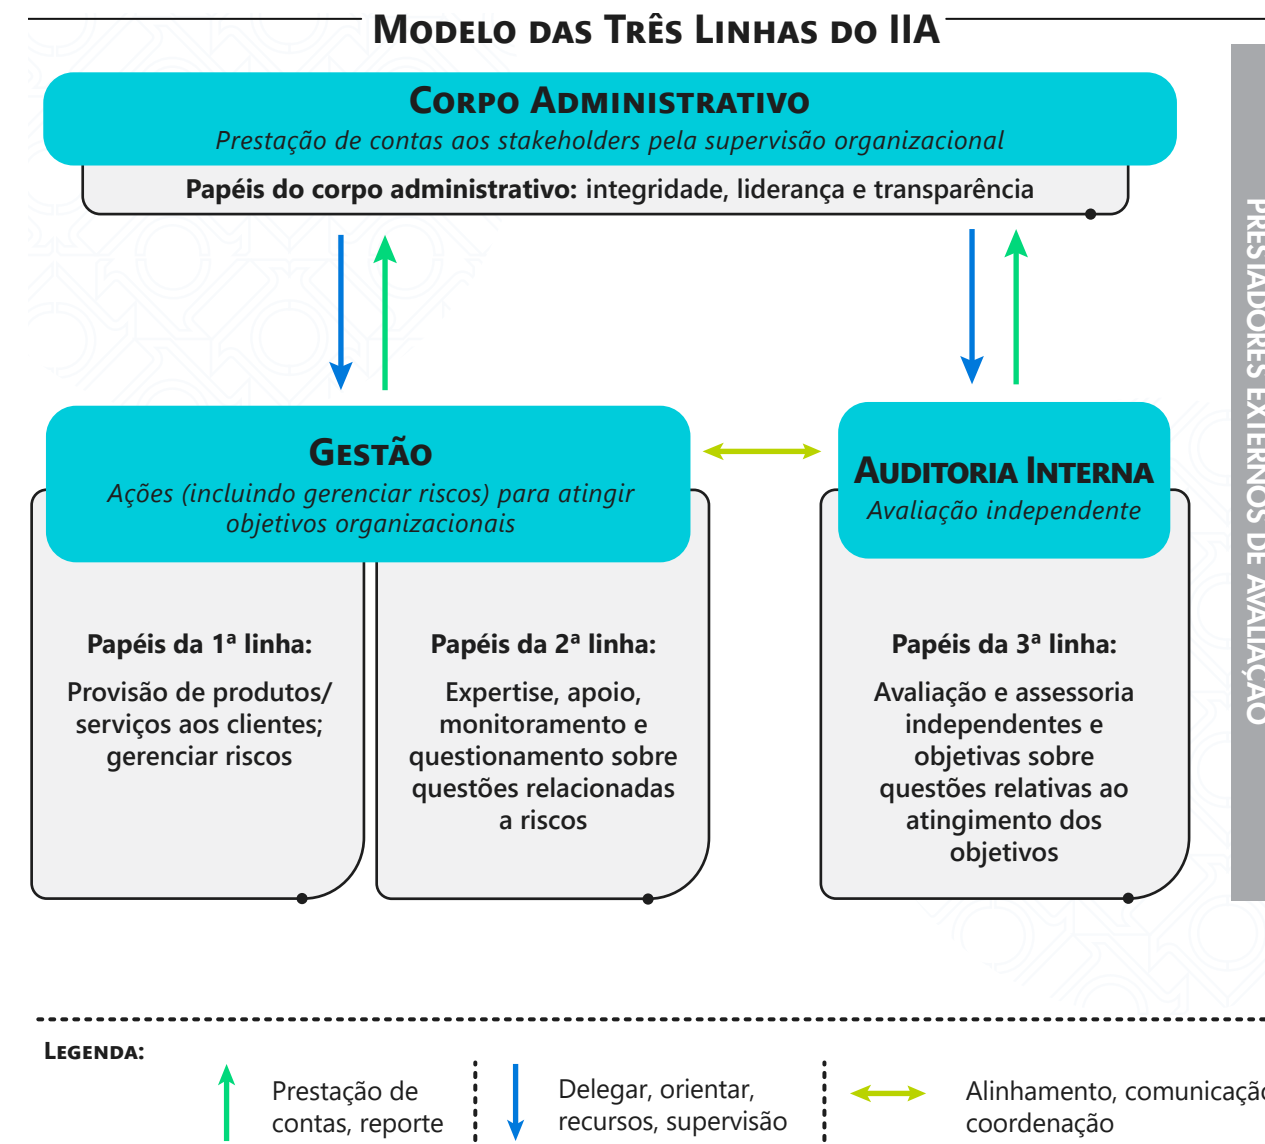 Modelo das Três Linhas do IIA
Corpo Administrativo
Prestação de contas aos stakeholders pela supervisão organizacional
Papéis do corpo administrativo: integridade, liderança e transparência
Gestão
Ações (incluindo gerenciar riscos) para atingir
objetivos organizacionais
Papéis da 1ª linha:
Provisão de produtos/
serviços aos clientes;
gerenciar riscos
Papéis da 2ª linha:
Expertise, apoio,
monitoramento e
questionamento sobre
questões relacionadas
a riscos
Auditoria Interna
Avaliação independente
Papéis da 3ª linha:
Avaliação e assessoria
independentes e
objetivas sobre
questões relativas ao
atingimento dos
objetivos
Prestadores externos de avaliação
Legenda:
Prestação de
contas, reporte
Delegar, orientar,
recursos, supervisão
Alinhamento, comunicação
coordenação